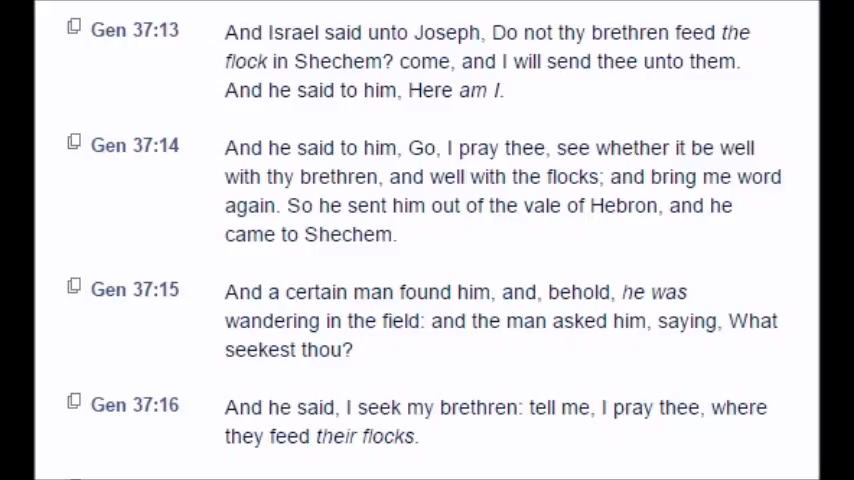 Gen 37:13 And Israel said unto Joseph, Do not thy brethren feed the
flock in Shechem? come, and I will send thee unto them.
And he said to him, Here am I.
Gen 37:14 And he said to him, Go, I pray thee, see whether it be well
with thy brethren, and well with the flocks; and bring me word
again. So he sent him out of the vale of Hebron, and he
came to Shechem.
Gen 37:15 And a certain man found him, and, behold, he was
wandering in the field: and the man asked him, saying, What
seekest thou?
Gen 37:16 And he said, I seek my brethren: tell me, I pray thee, where
they feed their flocks.